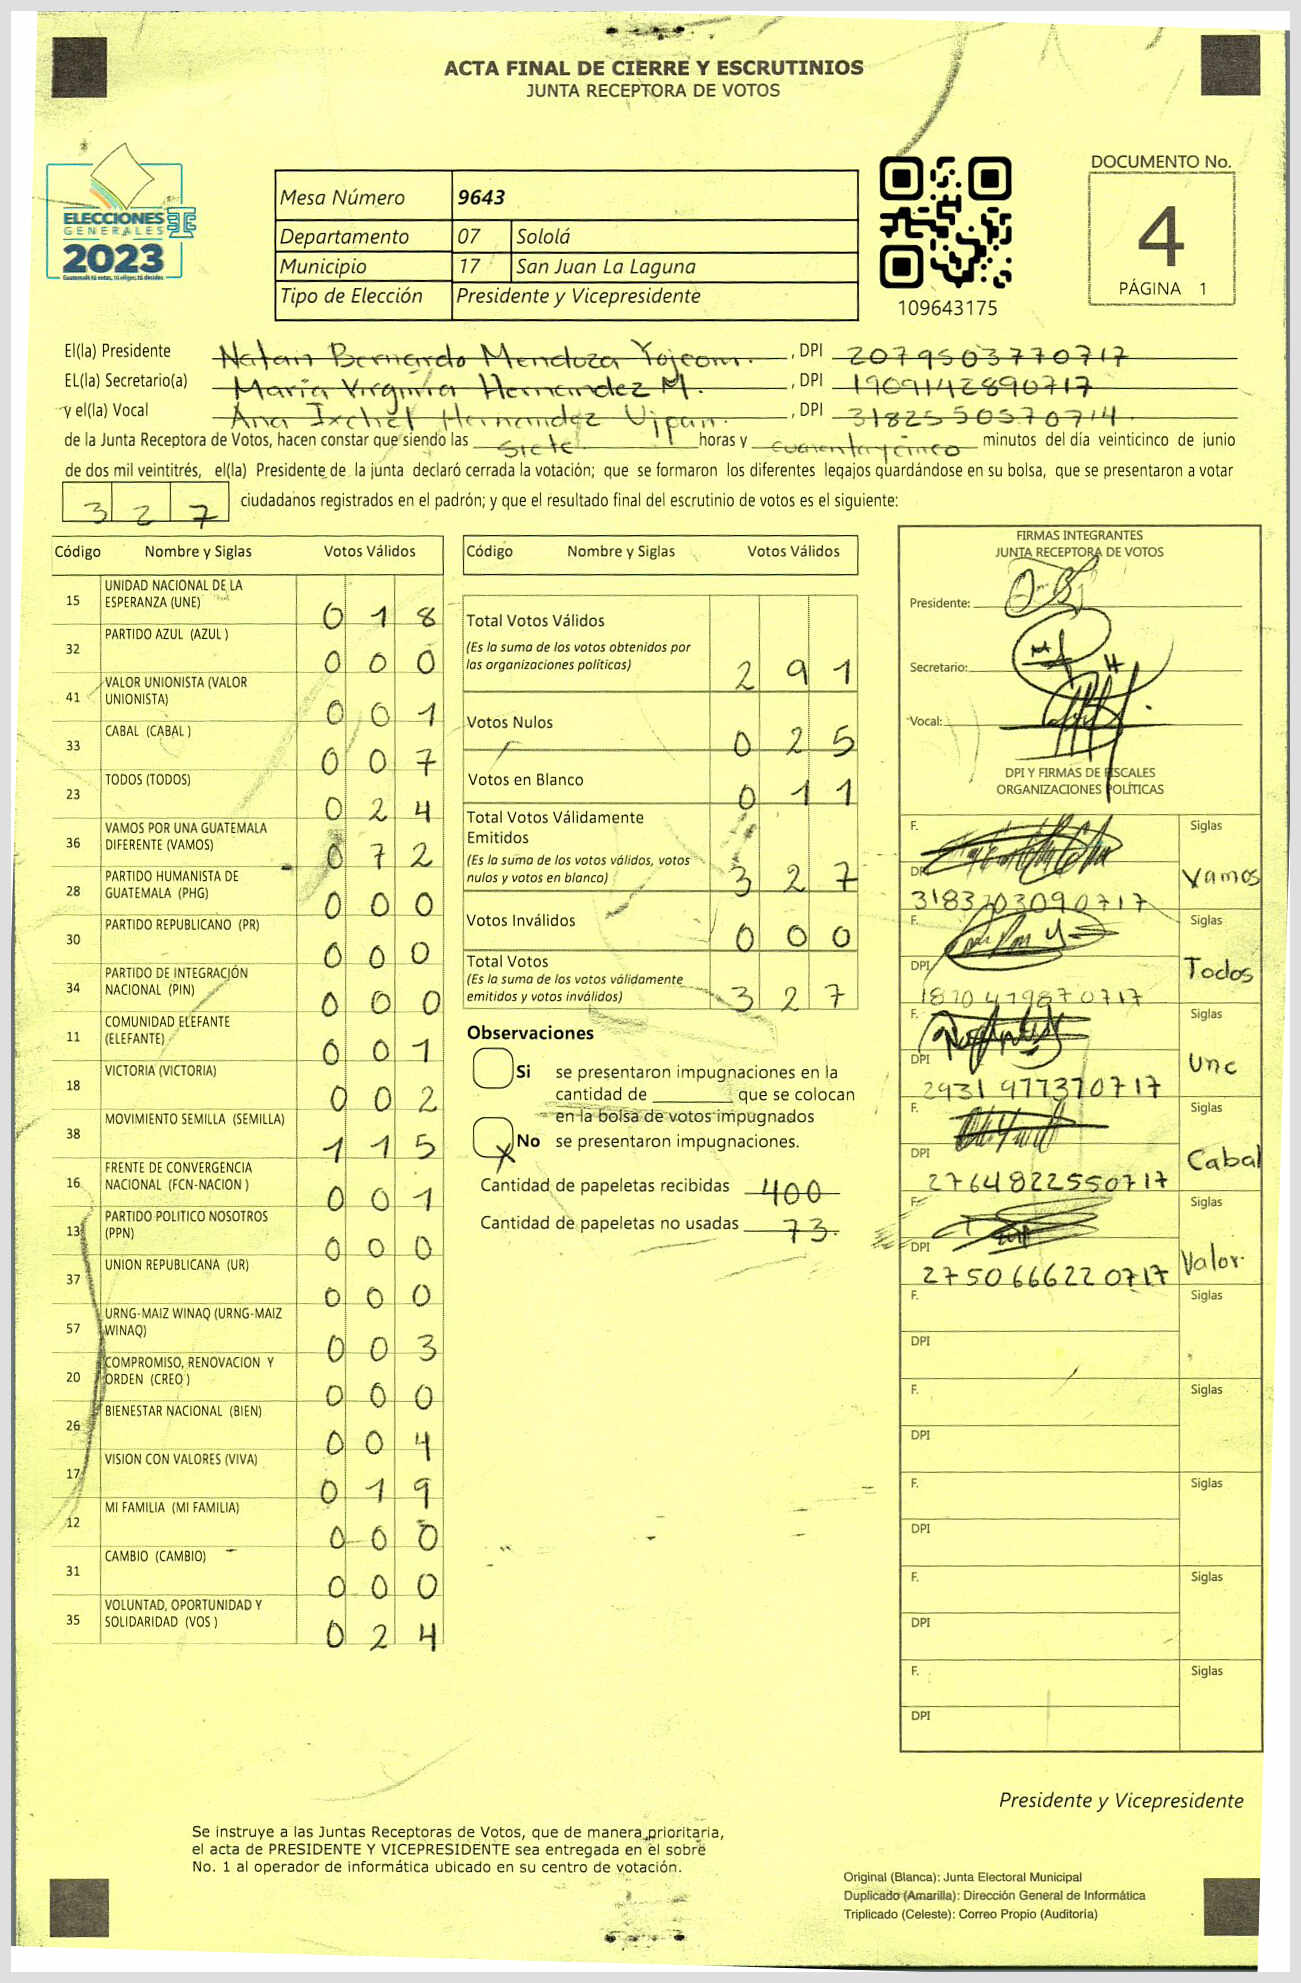 ACTA FINAL DE CIERRE Y ESCRUTINIOS
JUNTA RECEPTORA DE VOTOS
ELECCIONES
GENERALES
2023
Guatemala tú votas, tú eliges, tú decides
Mesa Número 9643
Departamento 07 Sololá
Municipio 17 San Juan La Laguna
Tipo de Elección Presidente y Vicepresidente
109643175
DOCUMENTO No.
4
PÁGINA 1
El(la) Presidente Natan Bernardo Mendoza Yojcom. , DPI 2079503770717
EL(la) Secretario(a) María Virginia Hernández M. , DPI 1909142890717
y el(la) Vocal Ana Ixchel Hernandez Ujpan. , DPI 3182550570714
de la Junta Receptora de Votos, hacen constar que siendo las siete horas y cuarenta y cinco minutos del día veinticinco de junio
de dos mil veintitrés, el(la) Presidente de la junta declaró cerrada la votación; que se formaron los diferentes legajos guardándose en su bolsa, que se presentaron a votar
327 ciudadanos registrados en el padrón; y que el resultado final del escrutinio de votos es el siguiente:
Código Nombre y Siglas Votos Válidos
15 UNIDAD NACIONAL DE LA ESPERANZA (UNE) 0 1 8
32 PARTIDO AZUL (AZUL ) 0 0 0
41 VALOR UNIONISTA (VALOR UNIONISTA) 0 0 1
33 CABAL (CABAL ) 0 0 7
23 TODOS (TODOS) 0 2 4
36 VAMOS POR UNA GUATEMALA DIFERENTE (VAMOS) 0 7 2
28 PARTIDO HUMANISTA DE GUATEMALA (PHG) 0 0 0
30 PARTIDO REPUBLICANO (PR) 0 0 0
34 PARTIDO DE INTEGRACIÓN NACIONAL (PIN) 0 0 0
11 COMUNIDAD ELEFANTE (ELEFANTE) 0 0 1
18 VICTORIA (VICTORIA) 0 0 2
38 MOVIMIENTO SEMILLA (SEMILLA) 1 1 5
16 FRENTE DE CONVERGENCIA NACIONAL (FCN-NACION ) 0 0 1
13 PARTIDO POLITICO NOSOTROS (PPN) 0 0 0
37 UNION REPUBLICANA (UR) 0 0 0
57 URNG-MAIZ WINAQ (URNG-MAIZ WINAQ) 0 0 3
20 COMPROMISO, RENOVACION Y ORDEN (CREO ) 0 0 0
26 BIENESTAR NACIONAL (BIEN) 0 0 4
17 VISION CON VALORES (VIVA) 0 1 9
12 MI FAMILIA (MI FAMILIA) 0 0 0
31 CAMBIO (CAMBIO) 0 0 0
35 VOLUNTAD, OPORTUNIDAD Y SOLIDARIDAD (VOS ) 0 2 4
Código Nombre y Siglas Votos Válidos
Total Votos Válidos 2 9 1
(Es la suma de los votos obtenidos por
las organizaciones políticas)
Votos Nulos 0 2 5
Votos en Blanco 0 1 1
Total Votos Válidamente
Emitidos 3 2 7
(Es la suma de los votos válidos, votos
nulos y votos en blanco)
Votos Inválidos 0 0 0
Total Votos 3 2 7
(Es la suma de los votos válidamente
emitidos y votos inválidos)
Observaciones
Si se presentaron impugnaciones en la
cantidad de ________ que se colocan
en la bolsa de votos impugnados
X No se presentaron impugnaciones.
Cantidad de papeletas recibidas 400
Cantidad de papeletas no usadas 73.
FIRMAS INTEGRANTES
JUNTA RECEPTORA DE VOTOS
Presidente:
Secretario:
Vocal:
DPI Y FIRMAS DE FISCALES
ORGANIZACIONES POLÍTICAS
F. Siglas
DPI 3183203090717 Vamos
F. Siglas
DPI 1870479870717 Todos
F. Siglas
DPI 2931977370717 Une
F. Siglas
DPI 2764822550717 Cabal
F. Siglas
DPI 2750666220717 Valor.
F. Siglas
DPI
F. Siglas
DPI
F. Siglas
DPI
F. Siglas
DPI
F. Siglas
DPI
Presidente y Vicepresidente
Se instruye a las Juntas Receptoras de Votos, que de manera prioritaria,
el acta de PRESIDENTE Y VICEPRESIDENTE sea entregada en el sobre
No. 1 al operador de informática ubicado en su centro de votación.
Original (Blanca): Junta Electoral Municipal
Duplicado (Amarilla): Dirección General de Informática
Triplicado (Celeste): Correo Propio (Auditoría)